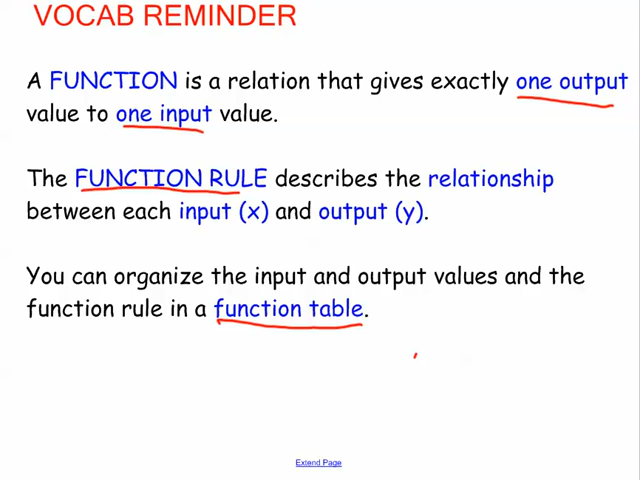 VOCAB REMINDER
A FUNCTION is a relation that gives exactly one output
value to one input value.
The FUNCTION RULE describes the relationship
between each input (x) and output (y).
You can organize the input and output values and the
function rule in a function table.
Extend Page